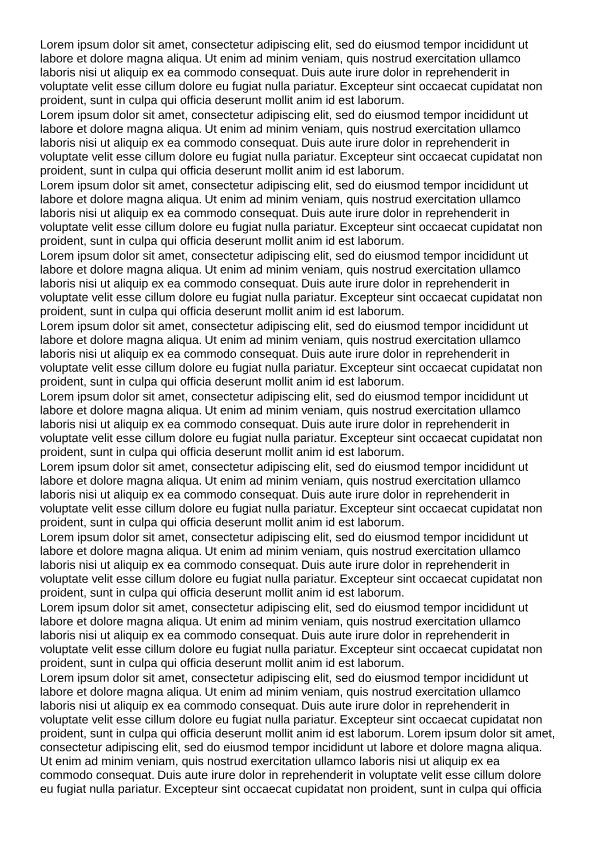 Lorem ipsum dolor sit amet, consectetur adipiscing elit, sed do eiusmod tempor incididunt ut
labore et dolore magna aliqua. Ut enim ad minim veniam, quis nostrud exercitation ullamco
laboris nisi ut aliquip ex ea commodo consequat. Duis aute irure dolor in reprehenderit in
voluptate velit esse cillum dolore eu fugiat nulla pariatur. Excepteur sint occaecat cupidatat non
proident, sunt in culpa qui officia deserunt mollit anim id est laborum.
Lorem ipsum dolor sit amet, consectetur adipiscing elit, sed do eiusmod tempor incididunt ut
labore et dolore magna aliqua. Ut enim ad minim veniam, quis nostrud exercitation ullamco
laboris nisi ut aliquip ex ea commodo consequat. Duis aute irure dolor in reprehenderit in
voluptate velit esse cillum dolore eu fugiat nulla pariatur. Excepteur sint occaecat cupidatat non
proident, sunt in culpa qui officia deserunt mollit anim id est laborum.
Lorem ipsum dolor sit amet, consectetur adipiscing elit, sed do eiusmod tempor incididunt ut
labore et dolore magna aliqua. Ut enim ad minim veniam, quis nostrud exercitation ullamco
laboris nisi ut aliquip ex ea commodo consequat. Duis aute irure dolor in reprehenderit in
voluptate velit esse cillum dolore eu fugiat nulla pariatur. Excepteur sint occaecat cupidatat non
proident, sunt in culpa qui officia deserunt mollit anim id est laborum.
Lorem ipsum dolor sit amet, consectetur adipiscing elit, sed do eiusmod tempor incididunt ut
labore et dolore magna aliqua. Ut enim ad minim veniam, quis nostrud exercitation ullamco
laboris nisi ut aliquip ex ea commodo consequat. Duis aute irure dolor in reprehenderit in
voluptate velit esse cillum dolore eu fugiat nulla pariatur. Excepteur sint occaecat cupidatat non
proident, sunt in culpa qui officia deserunt mollit anim id est laborum.
Lorem ipsum dolor sit amet, consectetur adipiscing elit, sed do eiusmod tempor incididunt ut
labore et dolore magna aliqua. Ut enim ad minim veniam, quis nostrud exercitation ullamco
laboris nisi ut aliquip ex ea commodo consequat. Duis aute irure dolor in reprehenderit in
voluptate velit esse cillum dolore eu fugiat nulla pariatur. Excepteur sint occaecat cupidatat non
proident, sunt in culpa qui officia deserunt mollit anim id est laborum.
Lorem ipsum dolor sit amet, consectetur adipiscing elit, sed do eiusmod tempor incididunt ut
labore et dolore magna aliqua. Ut enim ad minim veniam, quis nostrud exercitation ullamco
laboris nisi ut aliquip ex ea commodo consequat. Duis aute irure dolor in reprehenderit in
voluptate velit esse cillum dolore eu fugiat nulla pariatur. Excepteur sint occaecat cupidatat non
proident, sunt in culpa qui officia deserunt mollit anim id est laborum.
Lorem ipsum dolor sit amet, consectetur adipiscing elit, sed do eiusmod tempor incididunt ut
labore et dolore magna aliqua. Ut enim ad minim veniam, quis nostrud exercitation ullamco
laboris nisi ut aliquip ex ea commodo consequat. Duis aute irure dolor in reprehenderit in
voluptate velit esse cillum dolore eu fugiat nulla pariatur. Excepteur sint occaecat cupidatat non
proident, sunt in culpa qui officia deserunt mollit anim id est laborum.
Lorem ipsum dolor sit amet, consectetur adipiscing elit, sed do eiusmod tempor incididunt ut
labore et dolore magna aliqua. Ut enim ad minim veniam, quis nostrud exercitation ullamco
laboris nisi ut aliquip ex ea commodo consequat. Duis aute irure dolor in reprehenderit in
voluptate velit esse cillum dolore eu fugiat nulla pariatur. Excepteur sint occaecat cupidatat non
proident, sunt in culpa qui officia deserunt mollit anim id est laborum.
Lorem ipsum dolor sit amet, consectetur adipiscing elit, sed do eiusmod tempor incididunt ut
labore et dolore magna aliqua. Ut enim ad minim veniam, quis nostrud exercitation ullamco
laboris nisi ut aliquip ex ea commodo consequat. Duis aute irure dolor in reprehenderit in
voluptate velit esse cillum dolore eu fugiat nulla pariatur. Excepteur sint occaecat cupidatat non
proident, sunt in culpa qui officia deserunt mollit anim id est laborum.
Lorem ipsum dolor sit amet, consectetur adipiscing elit, sed do eiusmod tempor incididunt ut
labore et dolore magna aliqua. Ut enim ad minim veniam, quis nostrud exercitation ullamco
laboris nisi ut aliquip ex ea commodo consequat. Duis aute irure dolor in reprehenderit in
voluptate velit esse cillum dolore eu fugiat nulla pariatur. Excepteur sint occaecat cupidatat non
proident, sunt in culpa qui officia deserunt mollit anim id est laborum. Lorem ipsum dolor sit amet,
consectetur adipiscing elit, sed do eiusmod tempor incididunt ut labore et dolore magna aliqua.
Ut enim ad minim veniam, quis nostrud exercitation ullamco laboris nisi ut aliquip ex ea
commodo consequat. Duis aute irure dolor in reprehenderit in voluptate velit esse cillum dolore
eu fugiat nulla pariatur. Excepteur sint occaecat cupidatat non proident, sunt in culpa qui officia